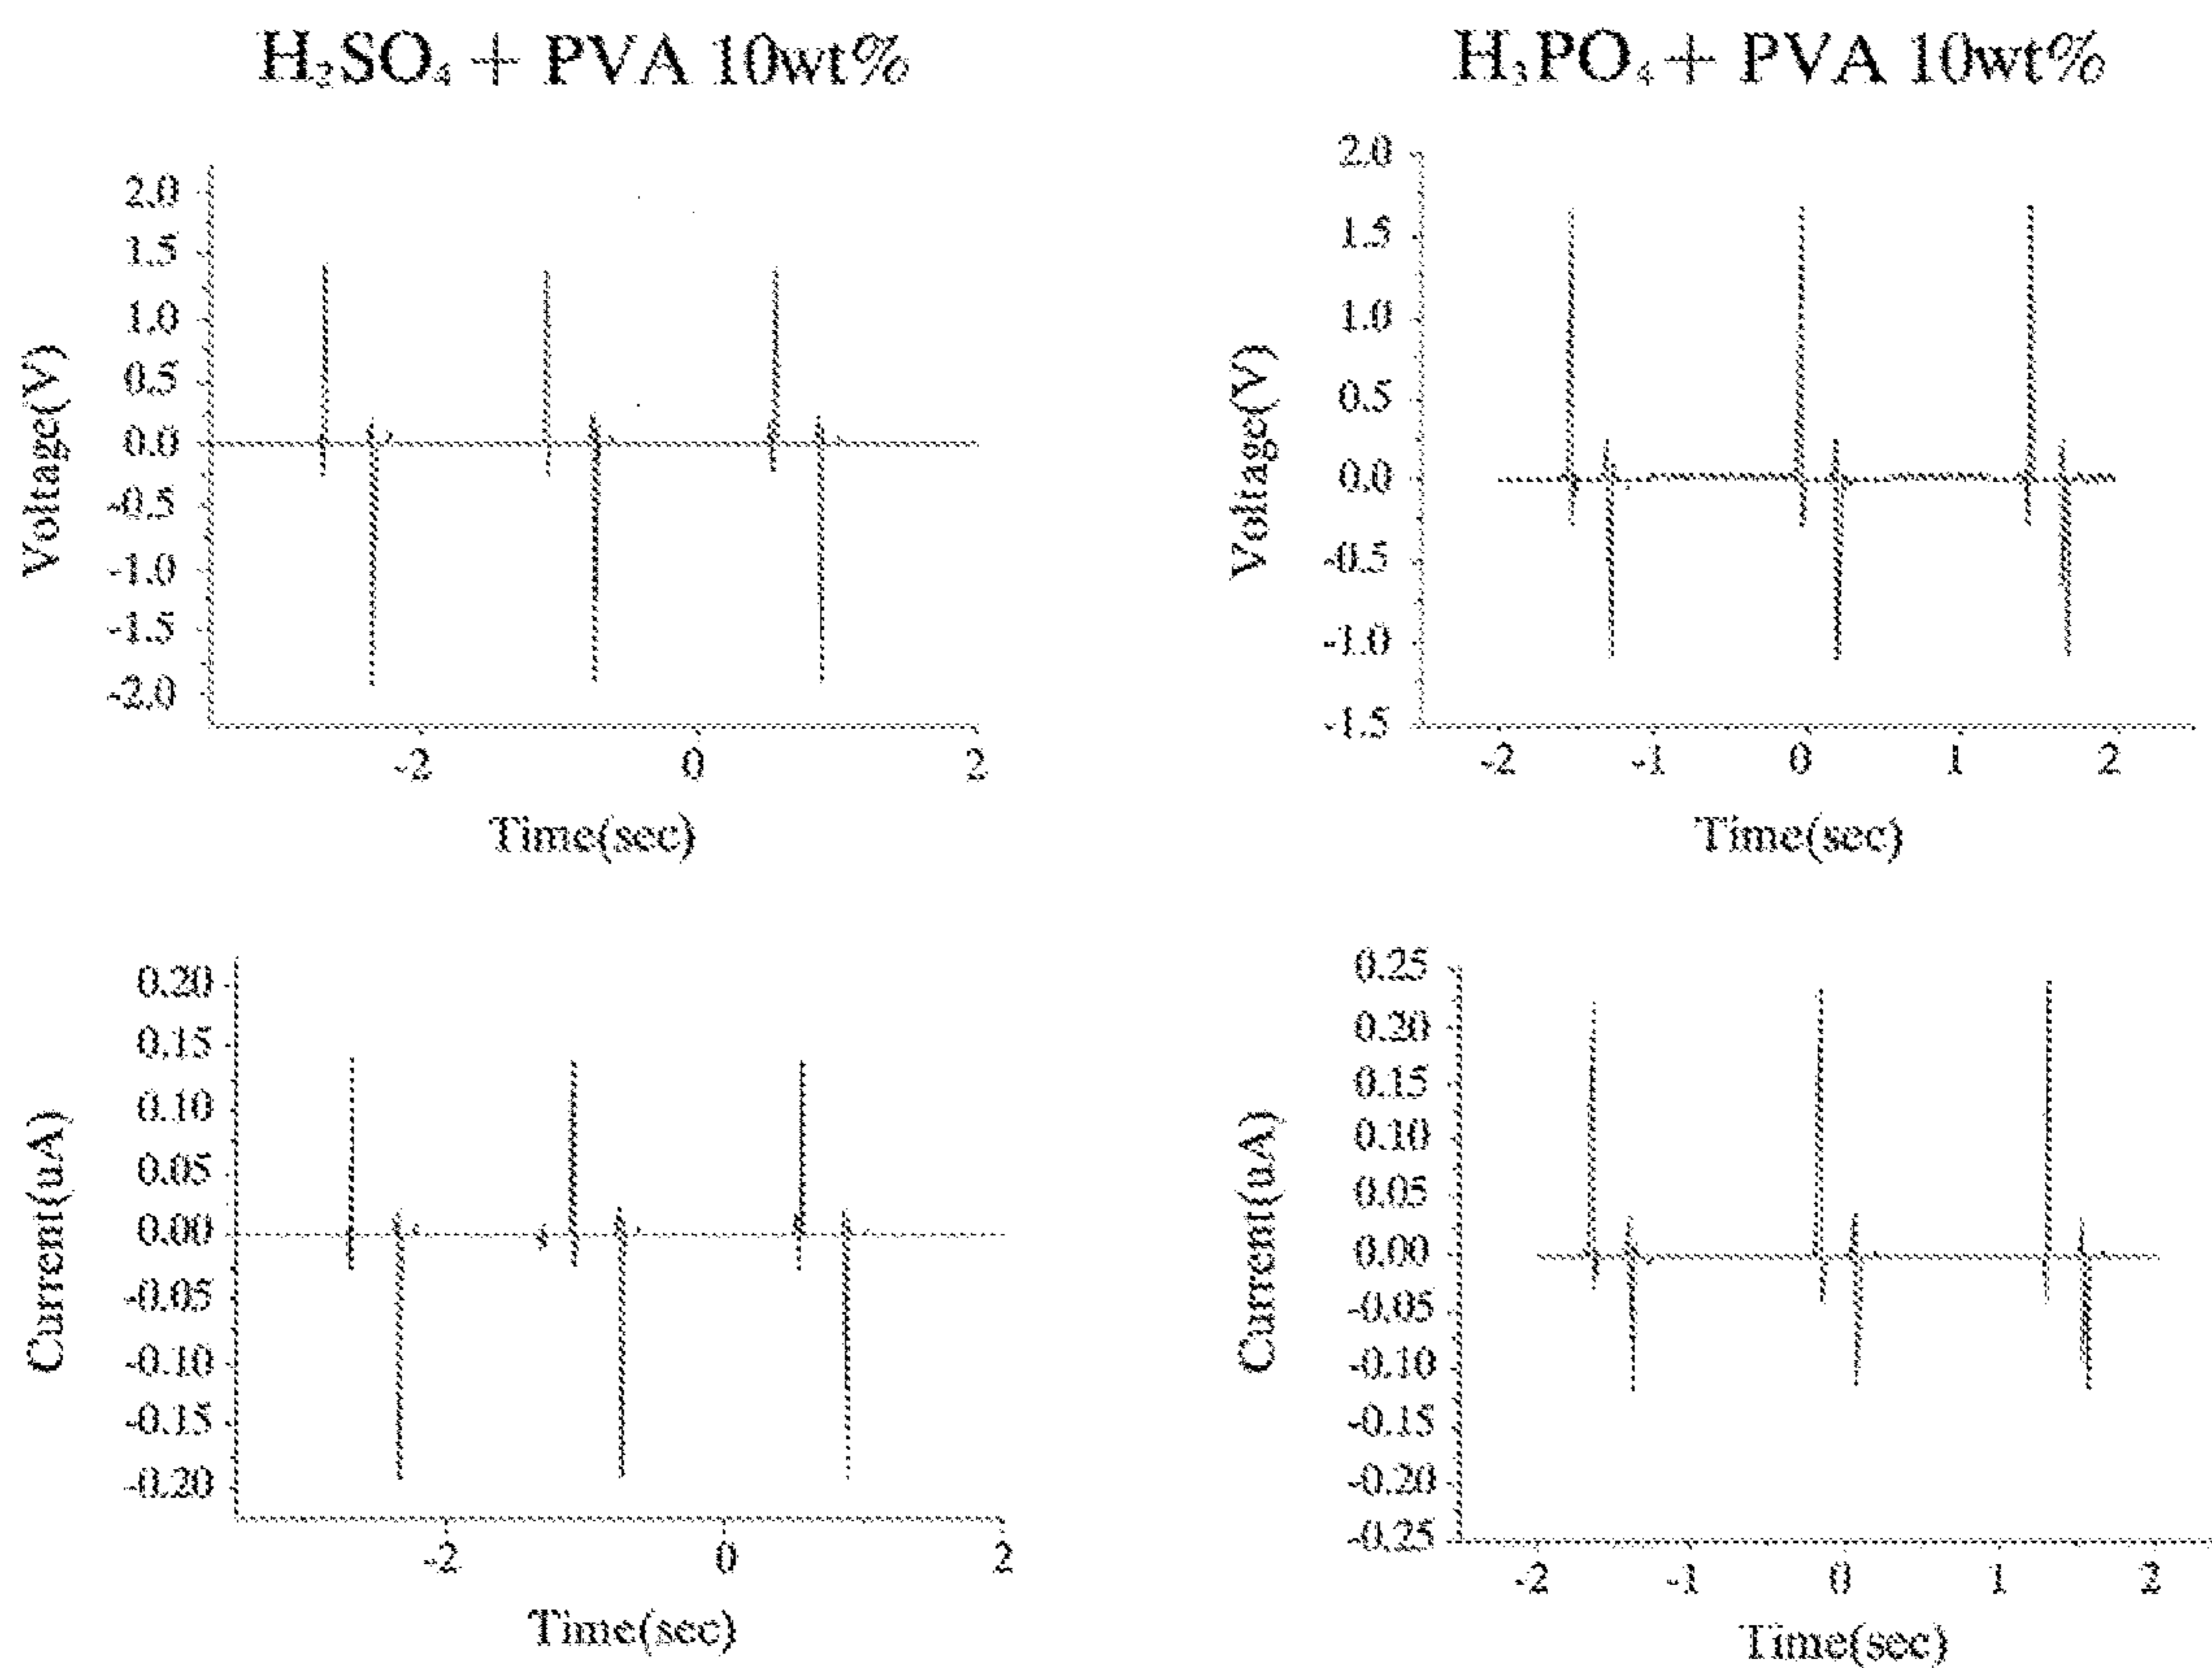 H₂SO₄ + PVA 10wt%
2.0
1.5
1.0
0.5
0.0
-0.5
-1.0
-1.5
-2.0
Voltage(V)
-2 0 2
Time(sec)
H₃PO₄ + PVA 10wt%
2.0
1.5
1.0
0.5
0.0
-0.5
-1.0
-1.5
Voltage(V)
-2 -1 0 1 2
Time(sec)
0.20
0.15
0.10
0.05
0.00
-0.05
-0.10
-0.15
-0.20
Current(uA)
-2 0 2
Time(sec)
0.25
0.20
0.15
0.10
0.05
0.00
-0.05
-0.10
-0.15
-0.20
-0.25
Current(uA)
-2 -1 0 1 2
Time(sec)